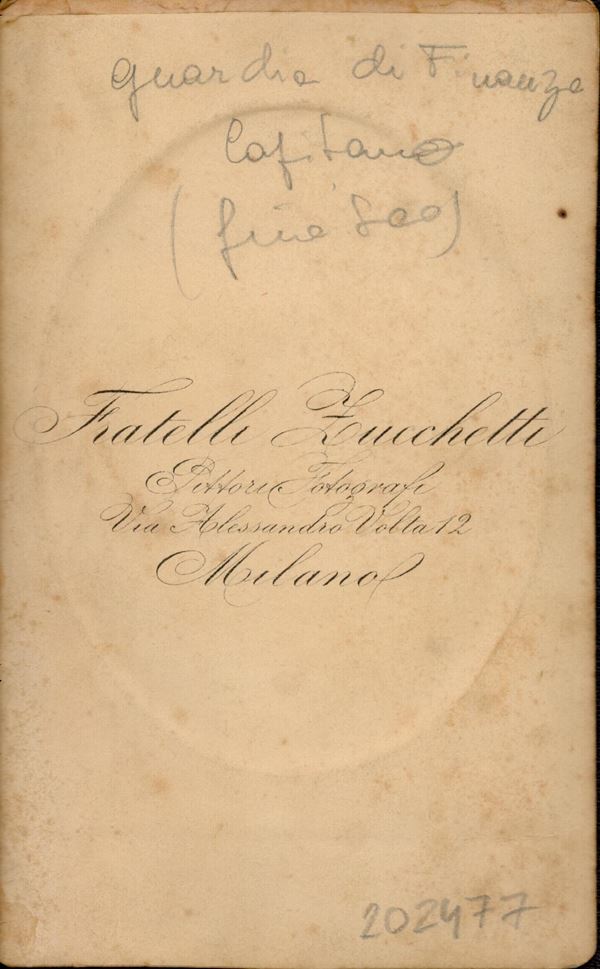 guardia di Finanza
Capitano
(fine 800)
Fratelli Zucchetti
Pittori Fotografi
Via Alessandro Volta 12
Milano
202477